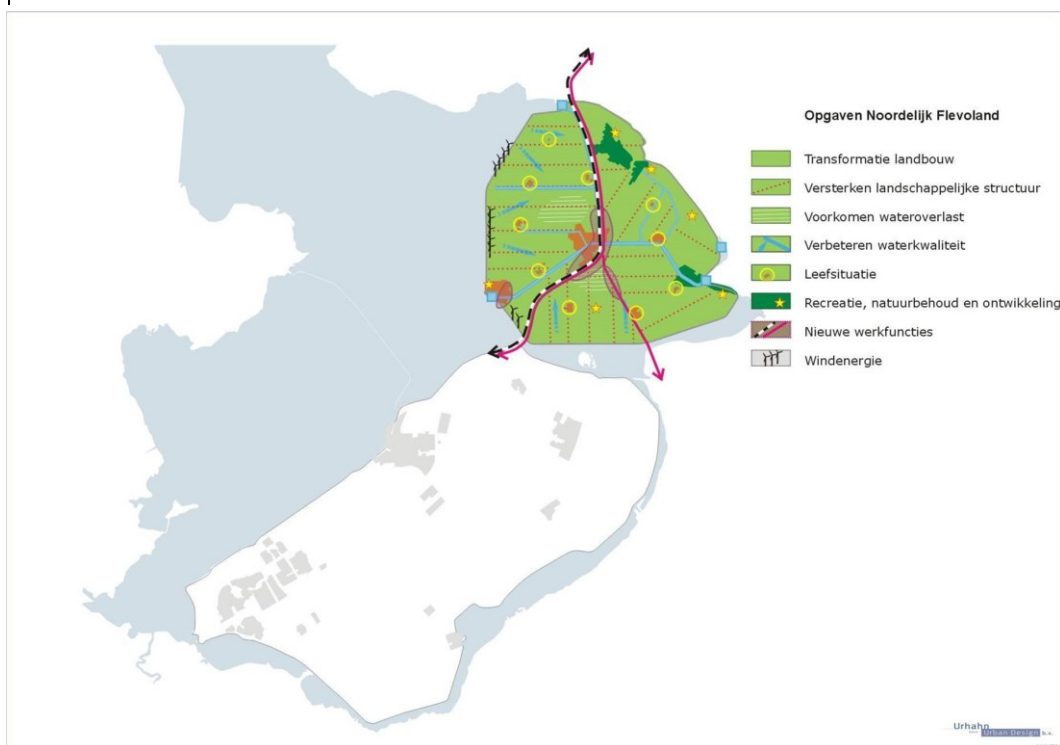 Opgaven Noordelijk Flevoland
Transformatie landbouw
Versterken landschappelijke structuur
Voorkomen wateroverlast
Verbeteren waterkwaliteit
Leefsituatie
Recreatie, natuurbehoud en ontwikkeling
Nieuwe werkfuncties
Windenergie
Urhahn
Urban Design b.v.